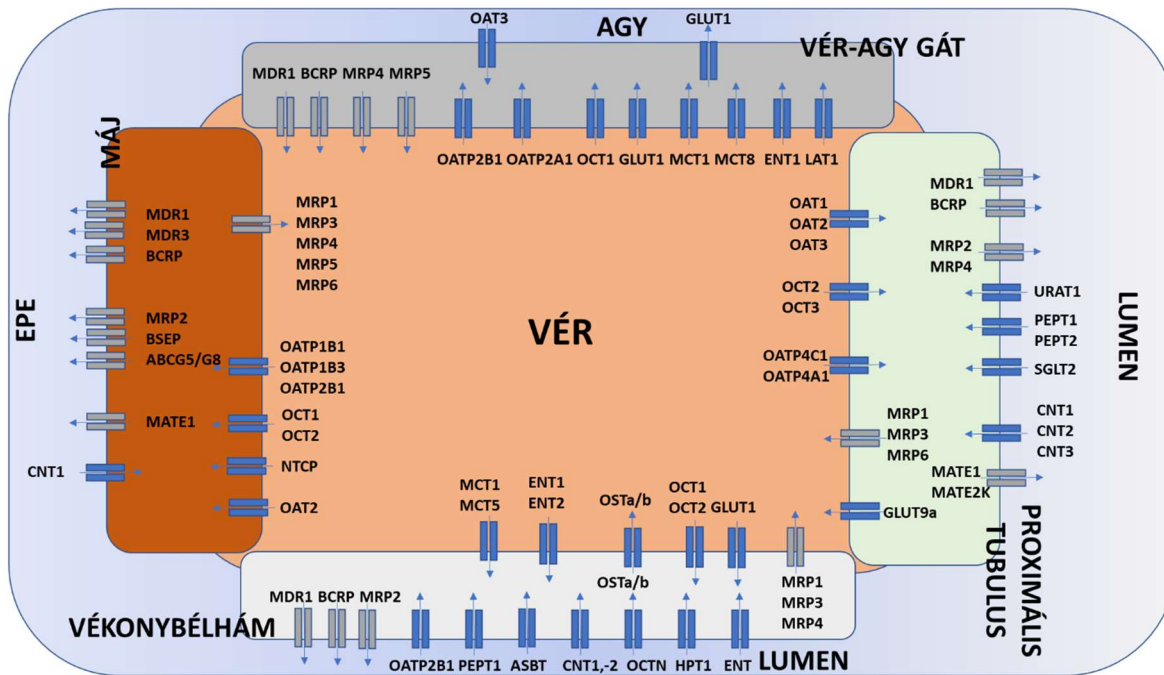 OAT3
AGY
GLUT1
VÉR-AGY GÁT
MDR1 BCRP MRP4 MRP5
OATP2B1 OATP2A1 OCT1 GLUT1 MCT1 MCT8 ENT1 LAT1
MÁJ
EPE
MDR1
MDR3
BCRP
MRP2
BSEP
ABCG5/G8
MATE1
CNT1
MRP1
MRP3
MRP4
MRP5
MRP6
OATP1B1
OATP1B3
OATP2B1
OCT1
OCT2
NTCP
OAT2
VÉR
OAT1
OAT2
OAT3
OCT2
OCT3
OATP4C1
OATP4A1
MRP1
MRP3
MRP6
GLUT9a
MDR1
BCRP
MRP2
MRP4
URAT1
PEPT1
PEPT2
SGLT2
CNT1
CNT2
CNT3
MATE1
MATE2K
LUMEN
PROXIMÁLIS
TUBULUS
MCT1
MCT5
ENT1
ENT2
OSTa/b
OCT1
OCT2
GLUT1
OSTa/b
MRP1
MRP3
MRP4
MDR1 BCRP MRP2
VÉKONYBÉLHÁM
OATP2B1 PEPT1 ASBT CNT1,-2 OCTN HPT1 ENT
LUMEN